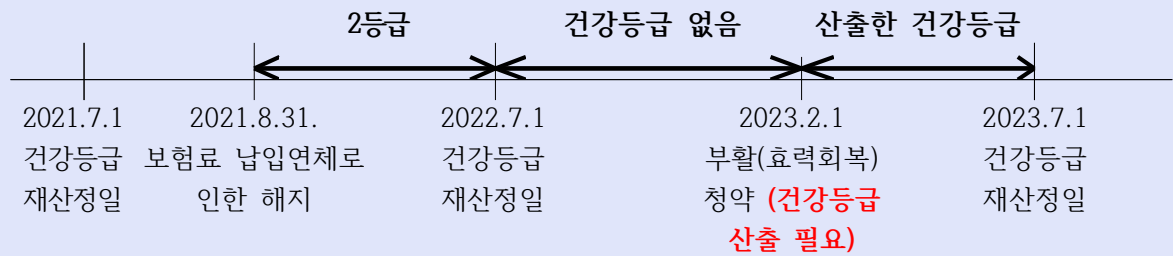 2등급 건강등급 없음 산출한 건강등급
2021.7.1 2021.8.31. 2022.7.1 2023.2.1 2023.7.1
건강등급 보험료 납입연체로 건강등급 부활(효력회복) 건강등급
재산정일 인한 해지 재산정일 청약 (건강등급 재산정일
산출 필요)